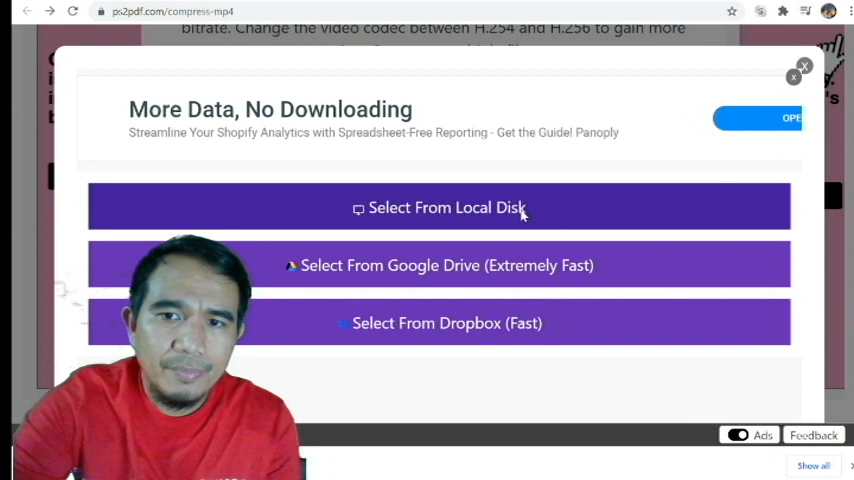 ps2pdf.com/compress-mp4
bitrate. Change the video codec between H.254 and H.256 to gain more
X
x
More Data, No Downloading
Streamline Your Shopify Analytics with Spreadsheet-Free Reporting - Get the Guide! Panoply
OPE
Select From Local Disk
Select From Google Drive (Extremely Fast)
Select From Dropbox (Fast)
Ads
Feedback
Show all